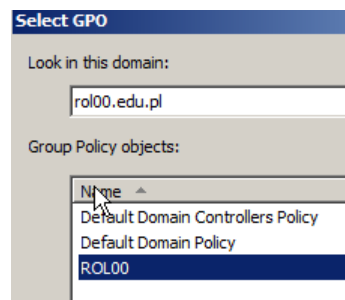 Select GPO
Look in this domain:
rol00.edu.pl
Group Policy objects:
Name
Default Domain Controllers Policy
Default Domain Policy
ROL00